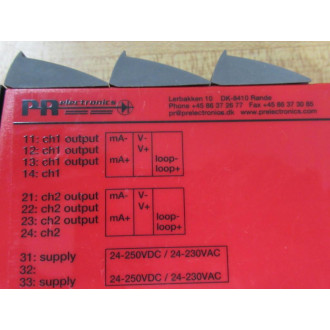 PR electronics
Lerbakken 10 DK-8410 Rønde
Phone +45 86 37 26 77 Fax +45 86 37 30 85
pr@prelectronics.dk www.prelectronics.com
11: ch1 output mA- V-
12: ch1 output V+
13: ch1 output mA+ loop-
14: ch1 loop+
21: ch2 output mA- V-
22: ch2 output V+
23: ch2 output mA+ loop-
24: ch2 loop+
31: supply 24-250VDC / 24-230VAC
32:
33: supply 24-250VDC / 24-230VAC